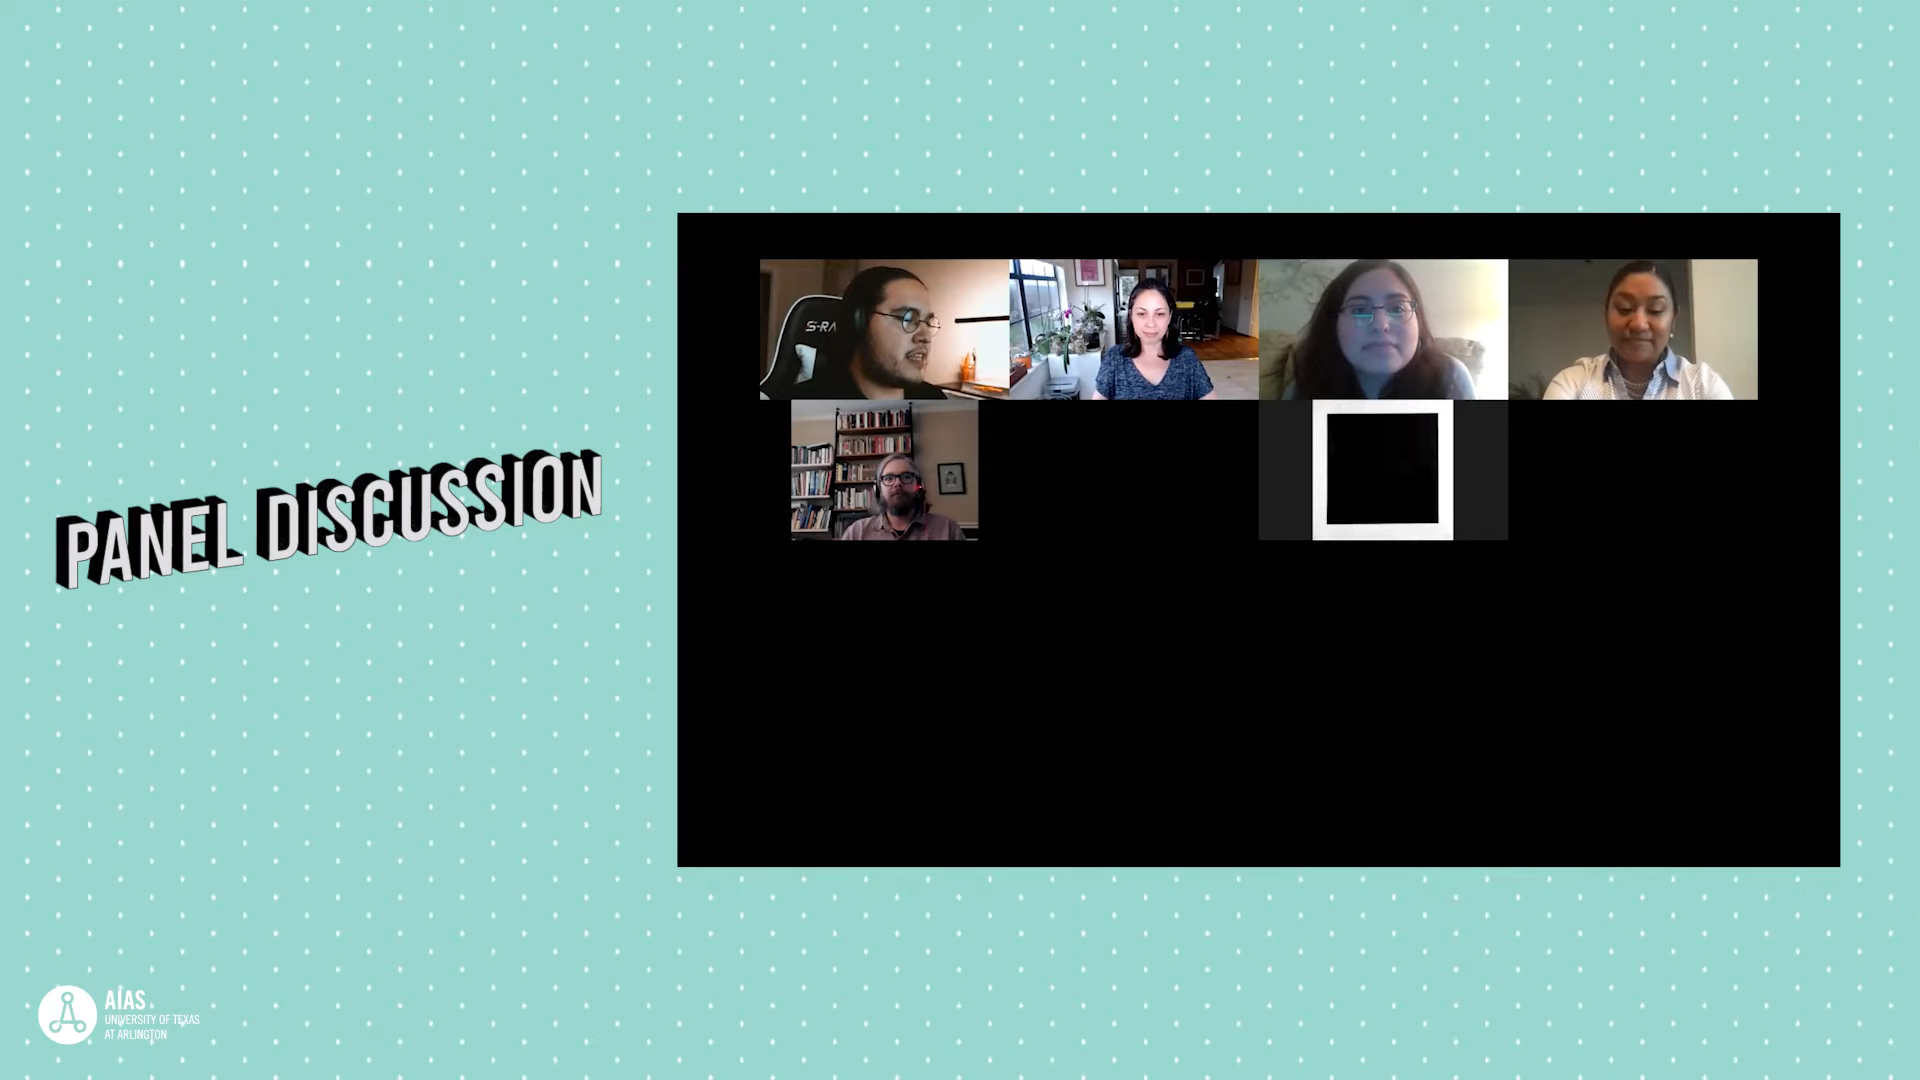 PANEL DISCUSSION
S-RA
AIAS
UNIVERSITY OF TEXAS
AT ARLINGTON